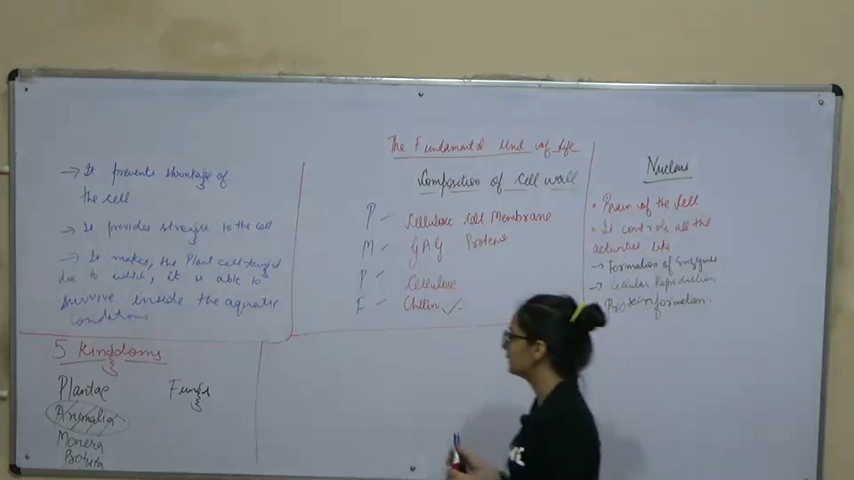 The Fundamental Unit of Life
→ It prevents shrinkage of
the cell
→ It provides strength to the cell
→ It makes, the Plant cell turgid
due to which, it is able to
survive inside the aquatic
conditions
Composition of Cell wall
P - Cellulose Cell Membrane
M - GAG Proteins
P - Cellulose
F - Chitin ✓
Nucleus
• Brain of the Cell
• It controls all the
activities like
→ Formation of Enzymes
→ Cellular Reproduction
Protein formation
5 Kingdoms
Plantae Fungi
Animalia
Monera